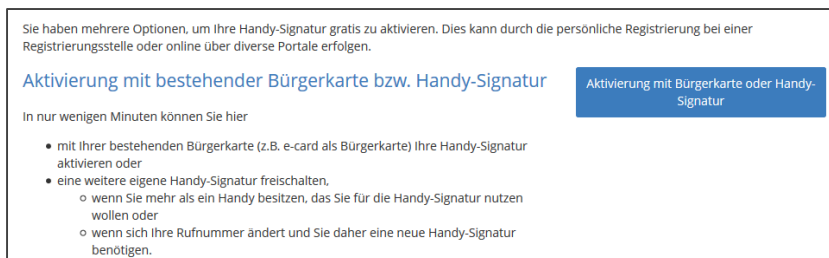 Sie haben mehrere Optionen, um Ihre Handy-Signatur gratis zu aktivieren. Dies kann durch die persönliche Registrierung bei einer
Registrierungsstelle oder online über diverse Portale erfolgen.
Aktivierung mit bestehender Bürgerkarte bzw. Handy-Signatur
Aktivierung mit Bürgerkarte oder Handy-
Signatur
In nur wenigen Minuten können Sie hier
• mit Ihrer bestehenden Bürgerkarte (z.B. e-card als Bürgerkarte) Ihre Handy-Signatur
aktivieren oder
• eine weitere eigene Handy-Signatur freischalten,
◦ wenn Sie mehr als ein Handy besitzen, das Sie für die Handy-Signatur nutzen
wollen oder
◦ wenn sich Ihre Rufnummer ändert und Sie daher eine neue Handy-Signatur
benötigen.